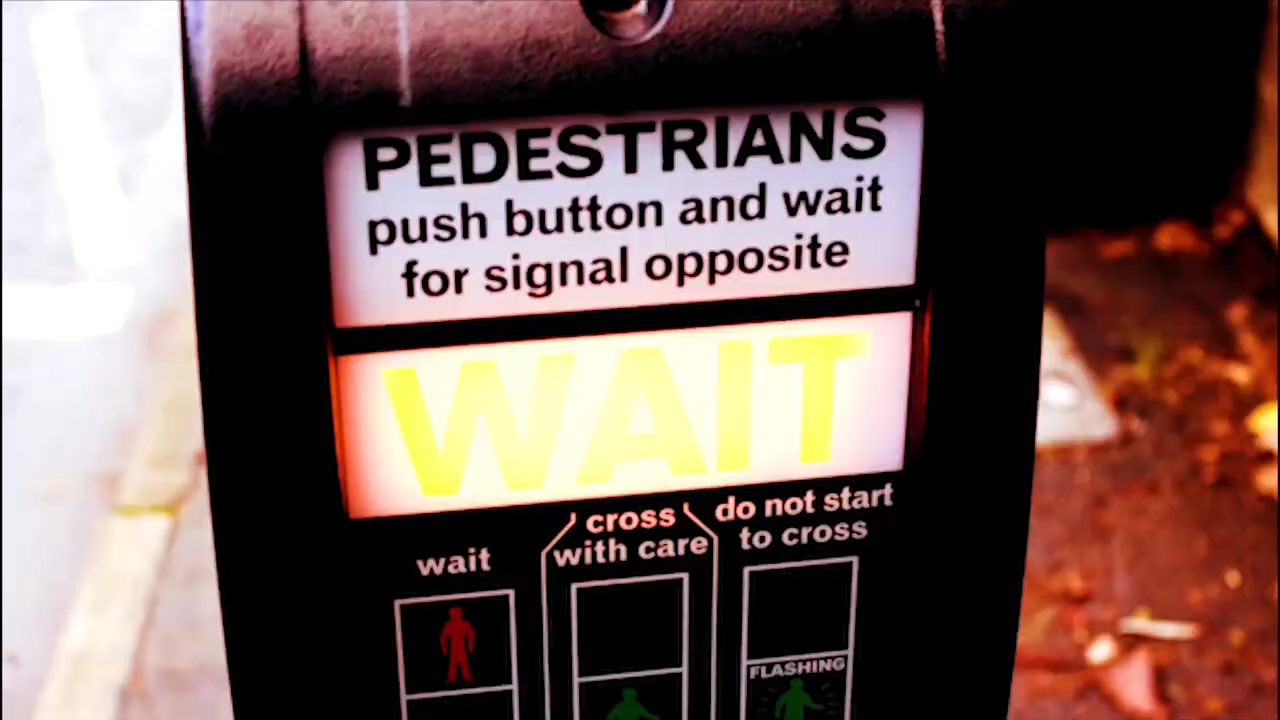 PEDESTRIANS
push button and wait
for signal opposite
WAIT
wait
cross
with care
do not start
to cross
FLASHING